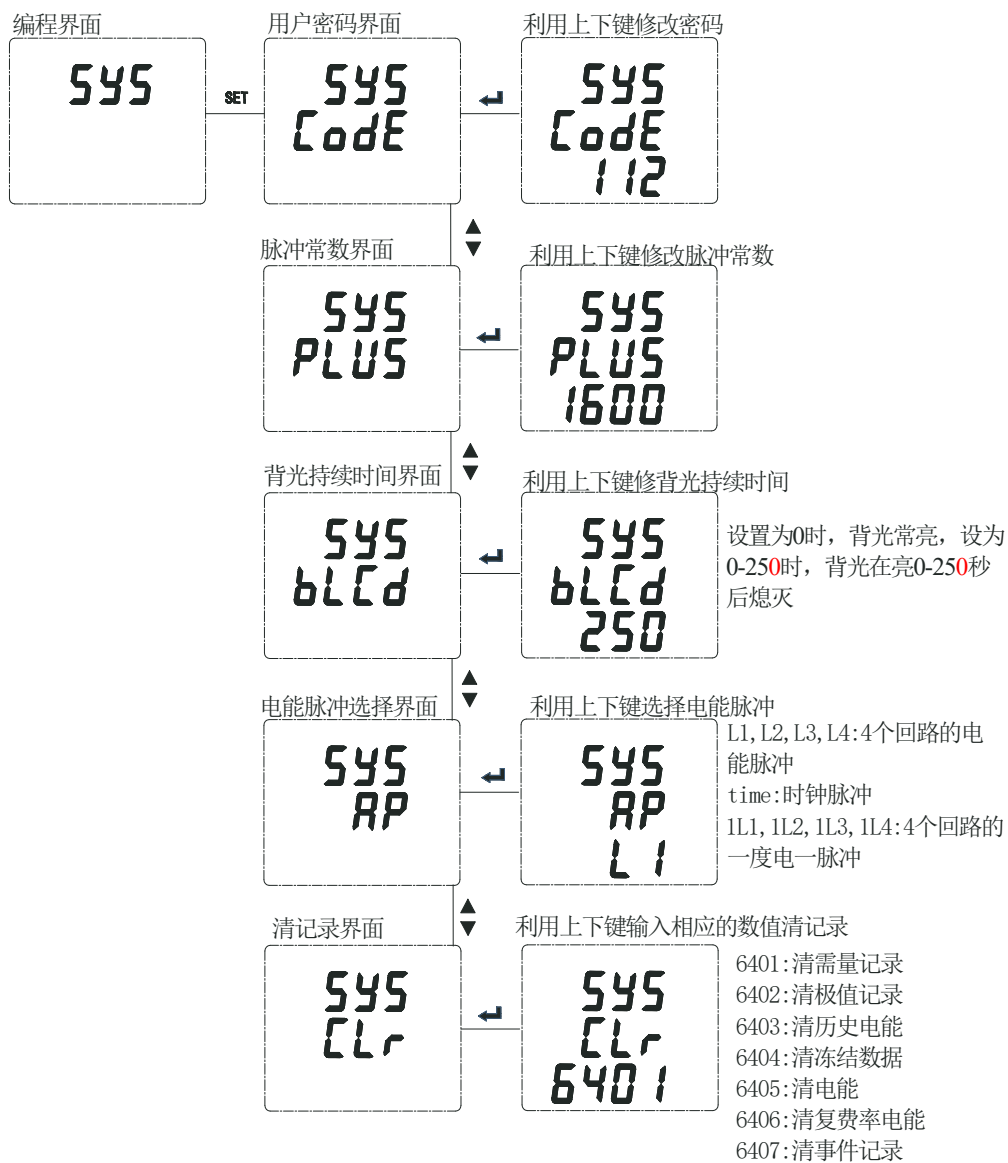 编程界面
用户密码界面
利用上下键修改密码
SYS
SET
SYS
CodE
SYS
CodE
112
脉冲常数界面
利用上下键修改脉冲常数
SYS
PLUS
SYS
PLUS
1600
背光持续时间界面
利用上下键修背光持续时间
SYS
bLCd
SYS
bLCd
250
设置为0时，背光常亮，设为
0-250时，背光在亮0-250秒
后熄灭
电能脉冲选择界面
利用上下键选择电能脉冲
SYS
AP
SYS
AP
L1
L1,L2,L3,L4:4个回路的电
能脉冲
time:时钟脉冲
1L1,1L2,1L3,1L4:4个回路的
一度电一脉冲
清记录界面
利用上下键输入相应的数值清记录
SYS
CLr
SYS
CLr
6401
6401:清需量记录
6402:清极值记录
6403:清历史电能
6404:清冻结数据
6405:清电能
6406:清复费率电能
6407:清事件记录